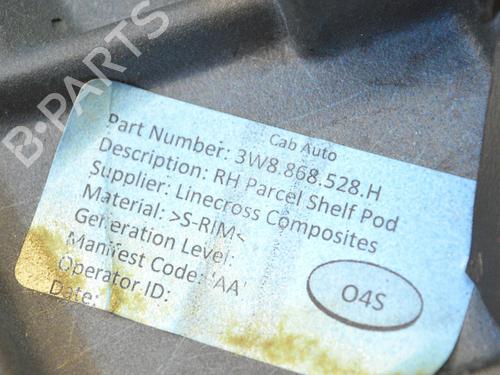 B-PARTS
Cab Auto
Part Number: 3W8.868.528.H
Description: RH Parcel Shelf Pod
Supplier: Linecross Composites
Material: >S-RIM<
Generation Level:
Manifest Code: 'AA'
Operator ID:
Date:
O4S